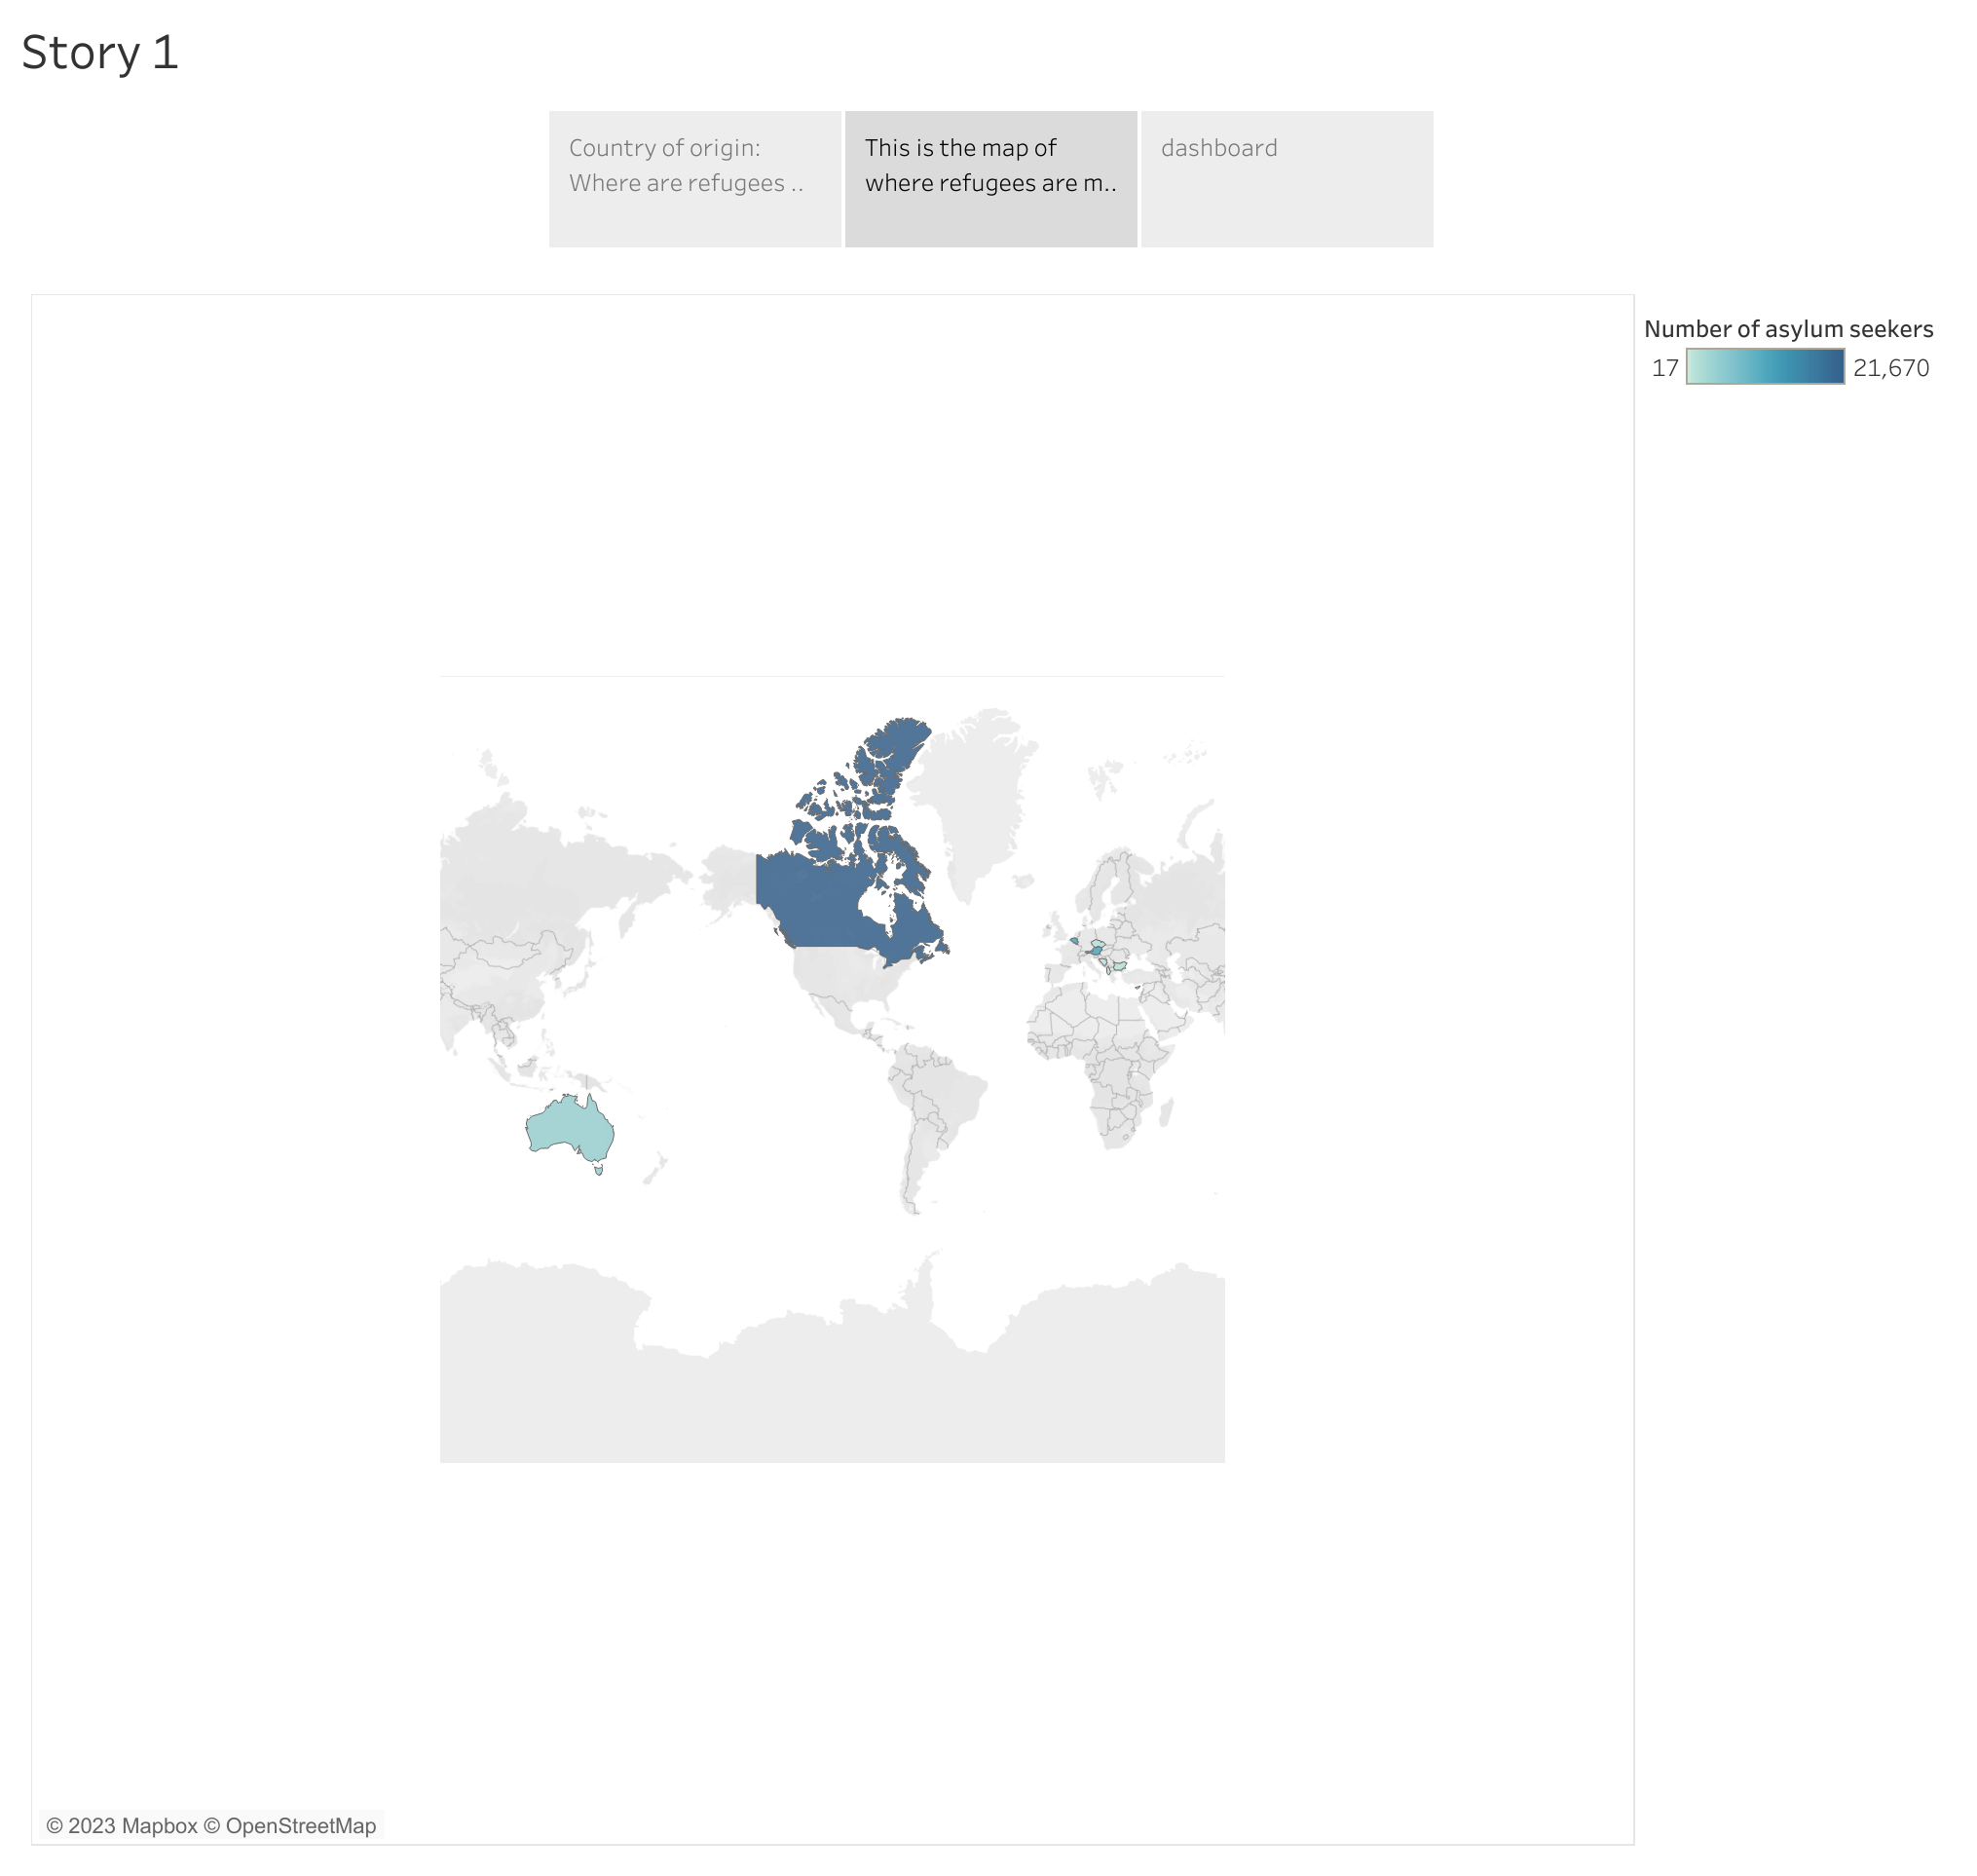 Story 1
Country of origin:
Where are refugees ..
This is the map of
where refugees are m..
dashboard
Number of asylum seekers
17
21,670
© 2023 Mapbox © OpenStreetMap